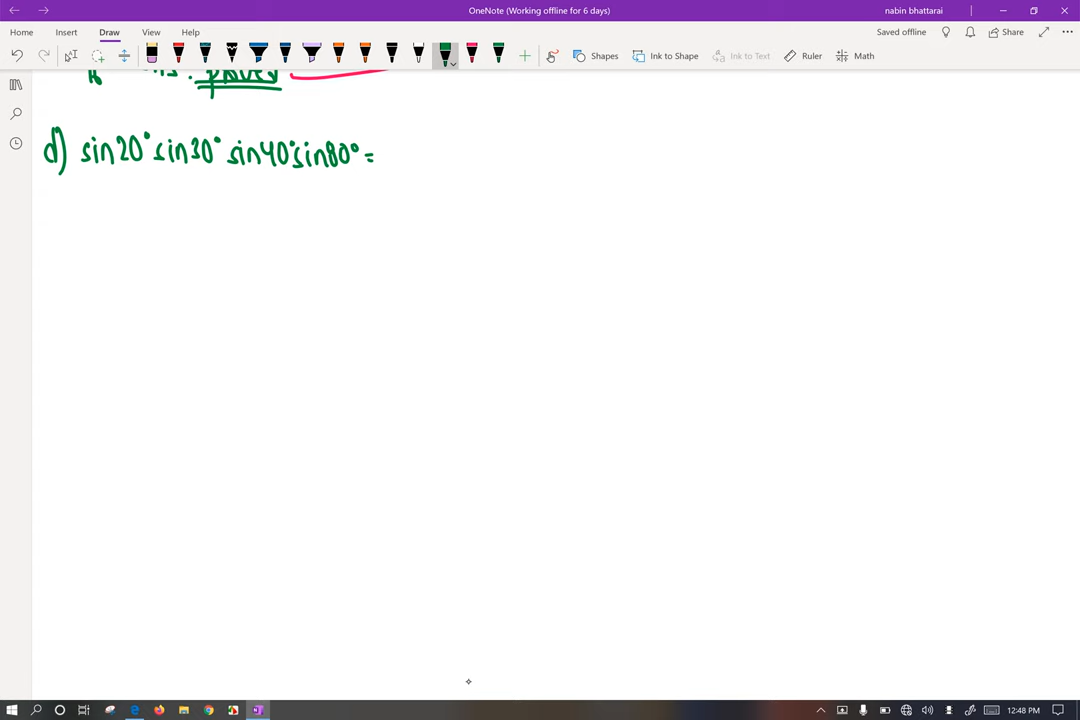 OneNote (Working offline for 6 days)
nabin bhattarai
Home Insert Draw View Help
Saved offline
Share
Shapes
Ink to Shape
Ink to Text
Ruler
Math
d) sin20° sin30° sin40° sin80° =
12:48 PM